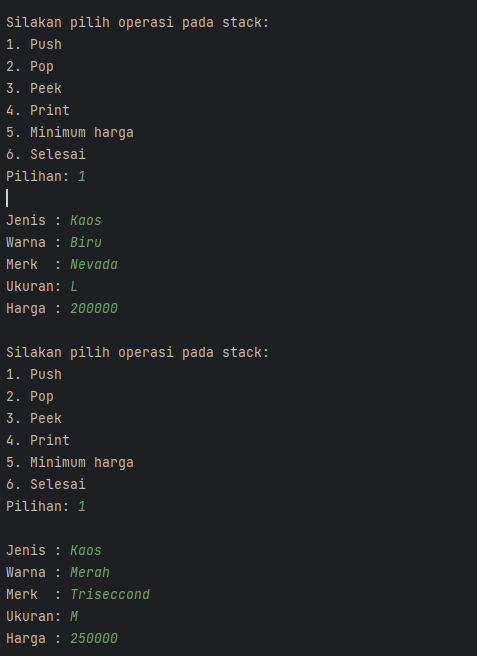 Silakan pilih operasi pada stack:
1. Push
2. Pop
3. Peek
4. Print
5. Minimum harga
6. Selesai
Pilihan: 1
Jenis : Kaos
Warna : Biru
Merk  : Nevada
Ukuran: L
Harga : 200000
Silakan pilih operasi pada stack:
1. Push
2. Pop
3. Peek
4. Print
5. Minimum harga
6. Selesai
Pilihan: 1
Jenis : Kaos
Warna : Merah
Merk  : Triseccond
Ukuran: M
Harga : 250000